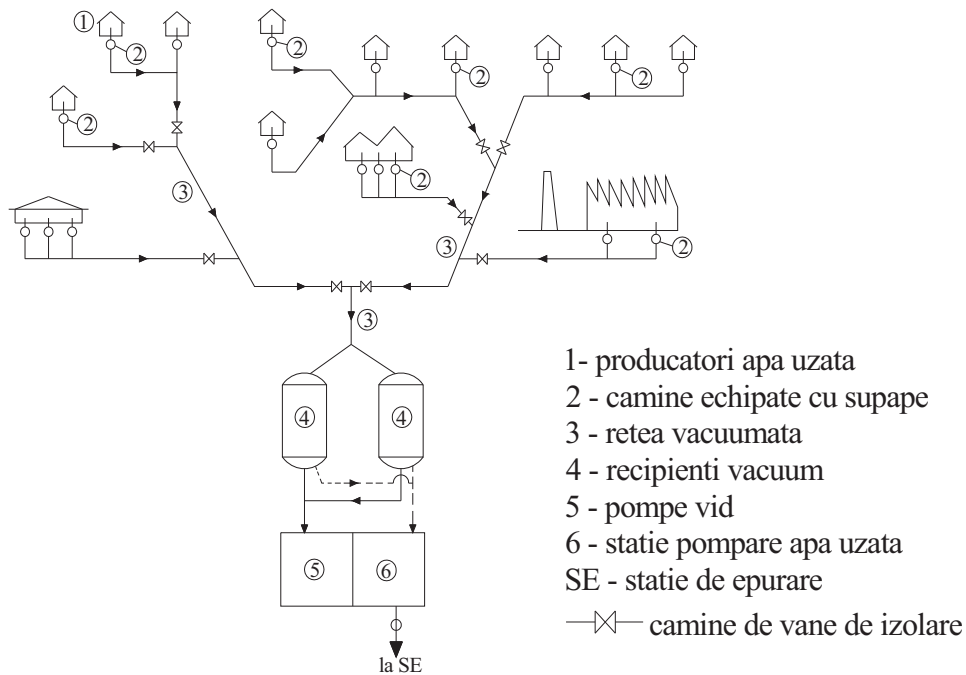 1
2
2
2
2
2
2
3
2
3
3
4
4
5
6
la SE
1- producatori apa uzata
2 - camine echipate cu supape
3 - retea vacuumata
4 - recipienti vacuum
5 - pompe vid
6 - statie pompare apa uzata
SE - statie de epurare
camine de vane de izolare